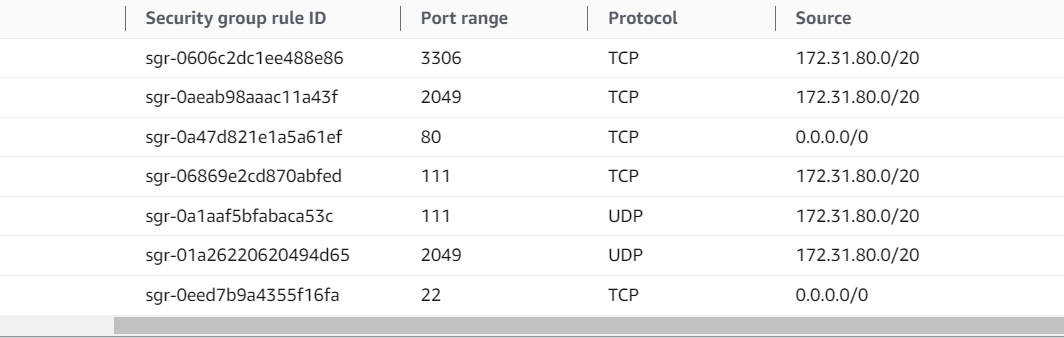 Security group rule ID Port range Protocol Source
sgr-0606c2dc1ee488e86 3306 TCP 172.31.80.0/20
sgr-0aeab98aaac11a43f 2049 TCP 172.31.80.0/20
sgr-0a47d821e1a5a61ef 80 TCP 0.0.0.0/0
sgr-06869e2cd870abfed 111 TCP 172.31.80.0/20
sgr-0a1aaf5bfabaca53c 111 UDP 172.31.80.0/20
sgr-01a26220620494d65 2049 UDP 172.31.80.0/20
sgr-0eed7b9a4355f16fa 22 TCP 0.0.0.0/0